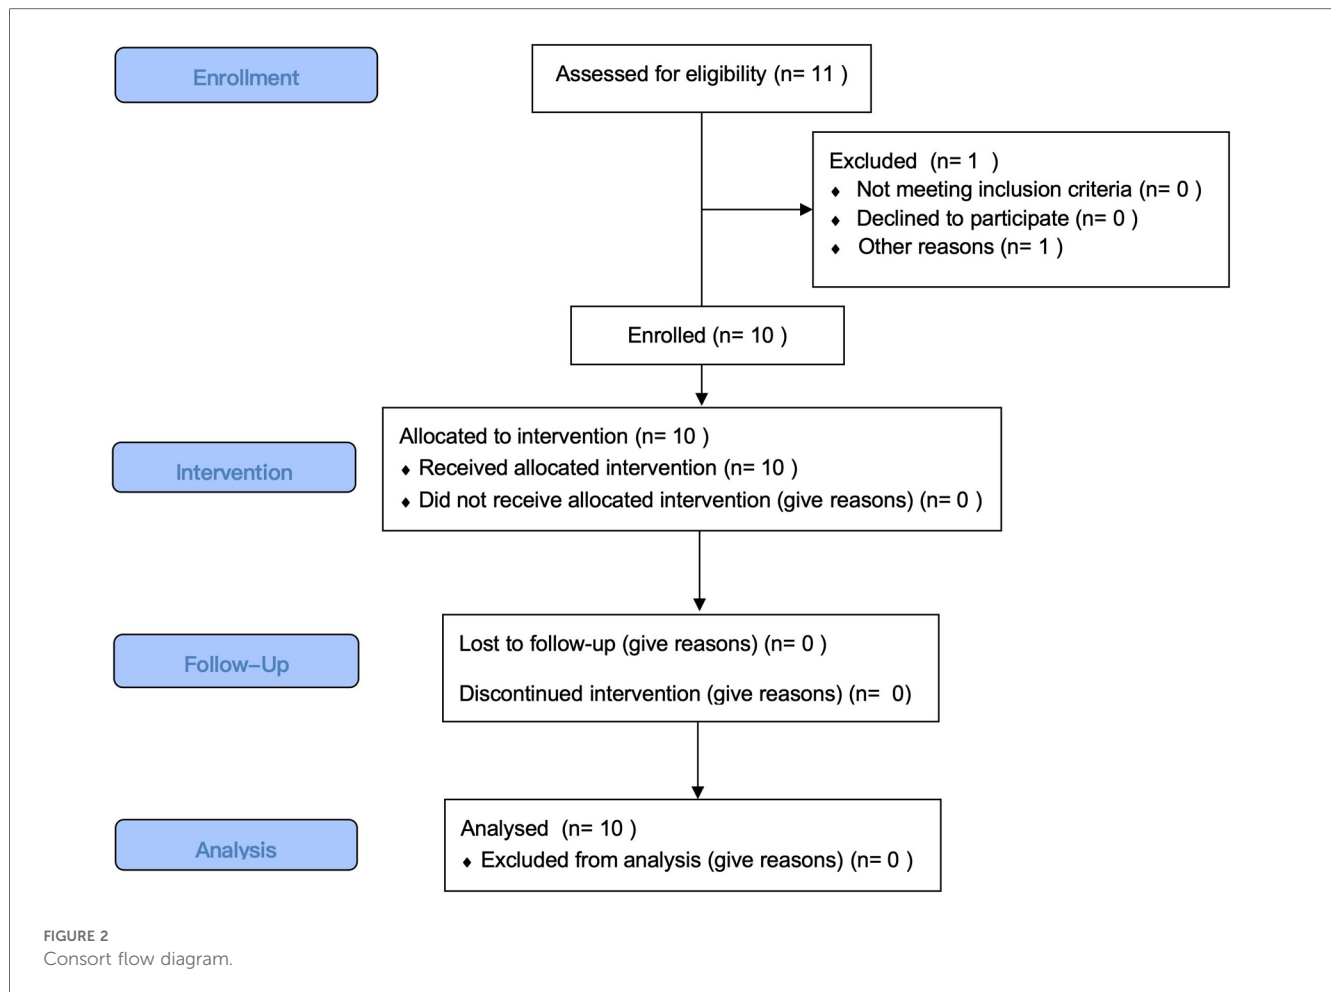 Enrollment
Assessed for eligibility (n= 11 )
Excluded (n= 1 )
♦ Not meeting inclusion criteria (n= 0 )
♦ Declined to participate (n= 0 )
♦ Other reasons (n= 1 )
Enrolled (n= 10 )
Intervention
Allocated to intervention (n= 10 )
♦ Received allocated intervention (n= 10 )
♦ Did not receive allocated intervention (give reasons) (n= 0 )
Follow–Up
Lost to follow-up (give reasons) (n= 0 )
Discontinued intervention (give reasons) (n= 0)
Analysis
Analysed (n= 10 )
♦ Excluded from analysis (give reasons) (n= 0 )
FIGURE 2
Consort flow diagram.